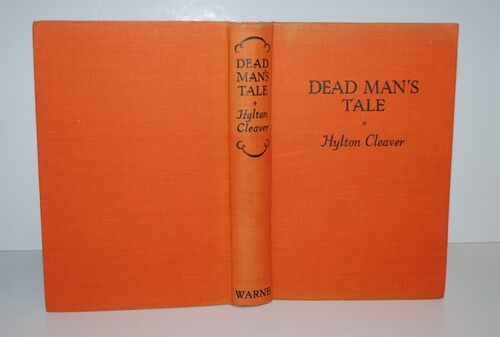 DEAD
MAN'S
TALE
Hylton
Cleaver
WARNE
DEAD MAN'S
TALE
Hylton Cleaver